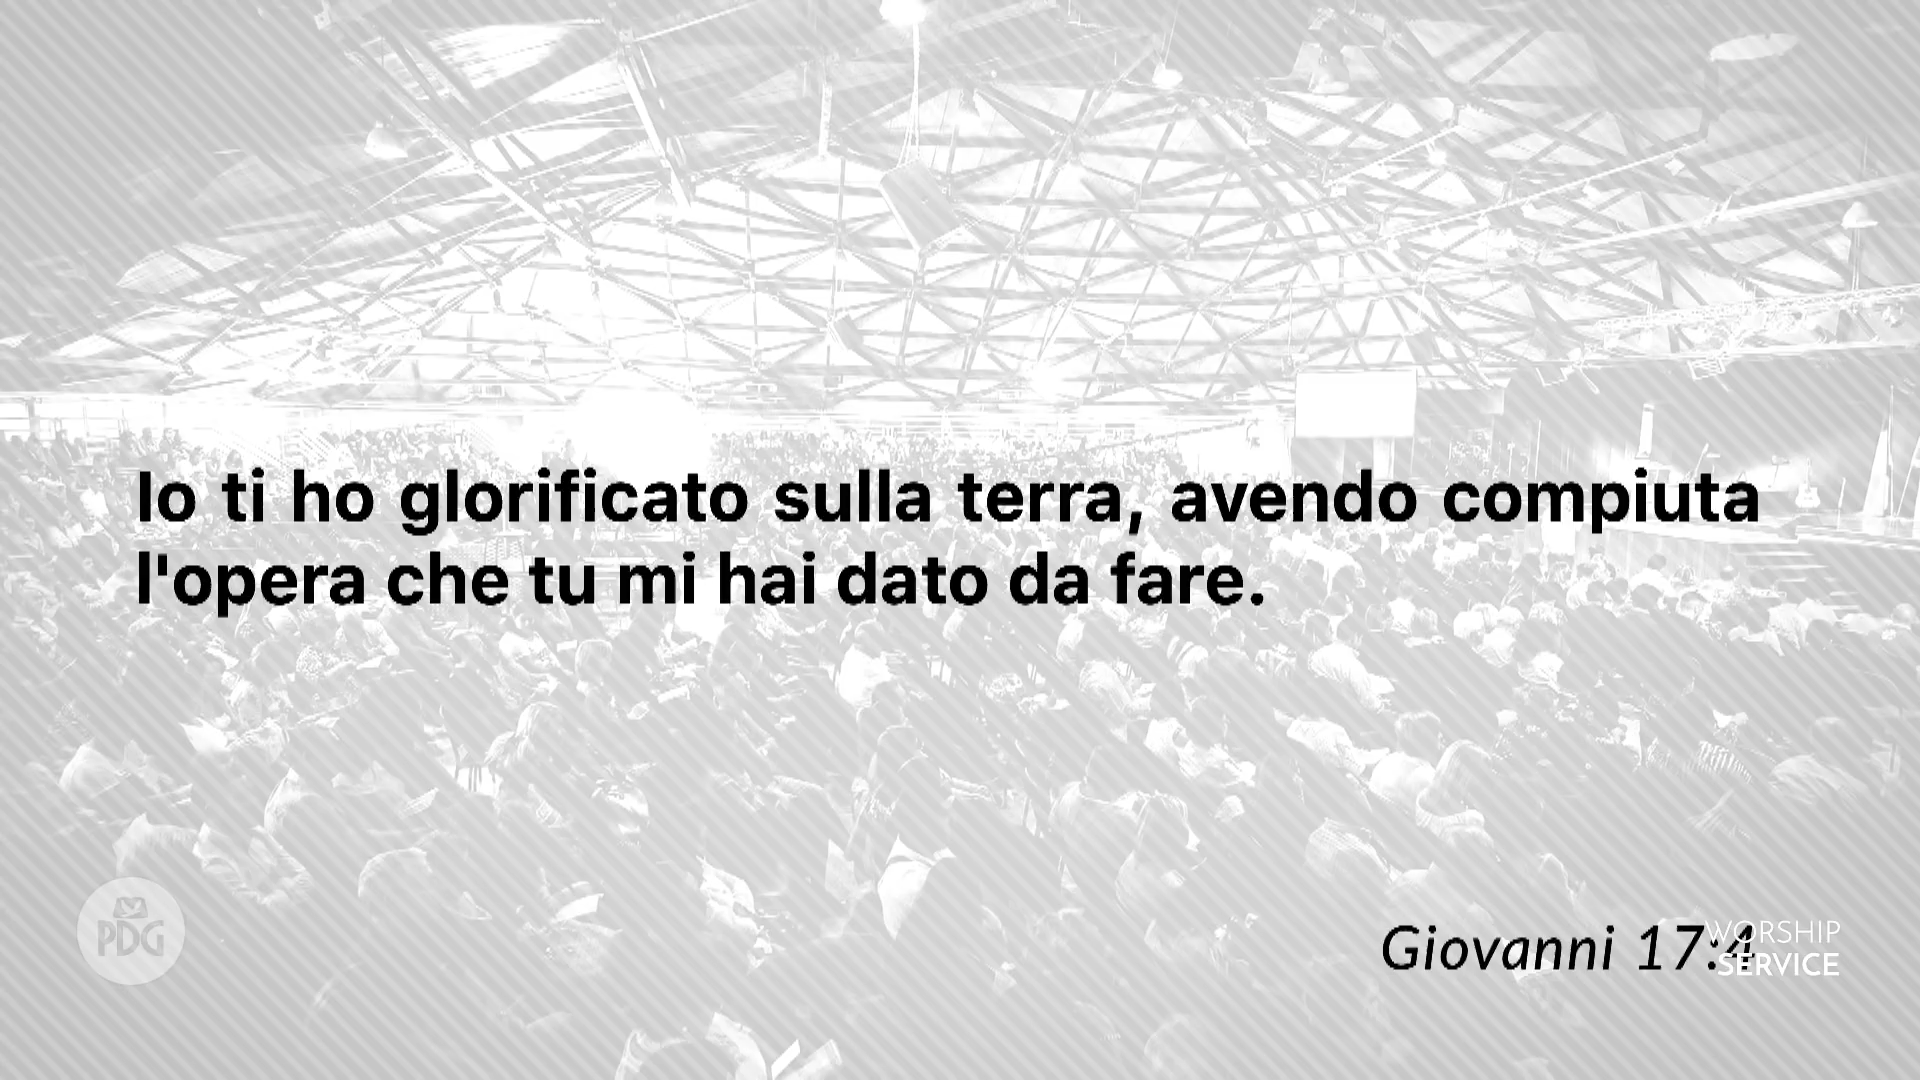 Io ti ho glorificato sulla terra, avendo compiuta
l'opera che tu mi hai dato da fare.
PDG
Giovanni 17:4
WORSHIP
SERVICE